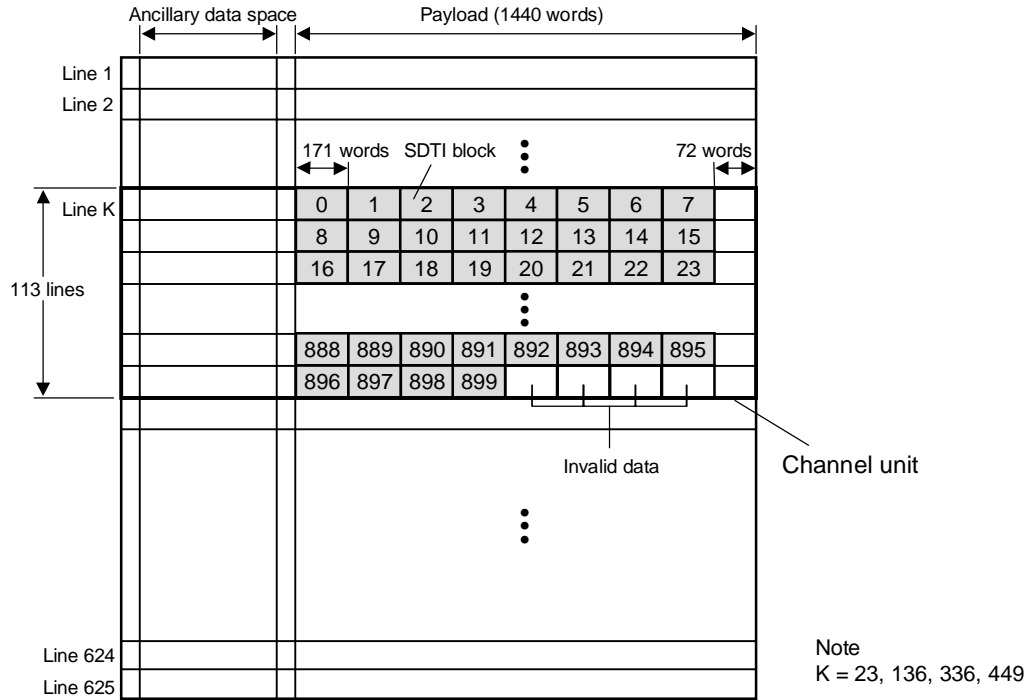 Ancillary data space
Payload (1440 words)
Line 1
Line 2
171 words SDTI block 72 words
Line K
0 1 2 3 4 5 6 7
8 9 10 11 12 13 14 15
16 17 18 19 20 21 22 23
113 lines
888 889 890 891 892 893 894 895
896 897 898 899
Invalid data
Channel unit
Line 624
Line 625
Note
K = 23, 136, 336, 449